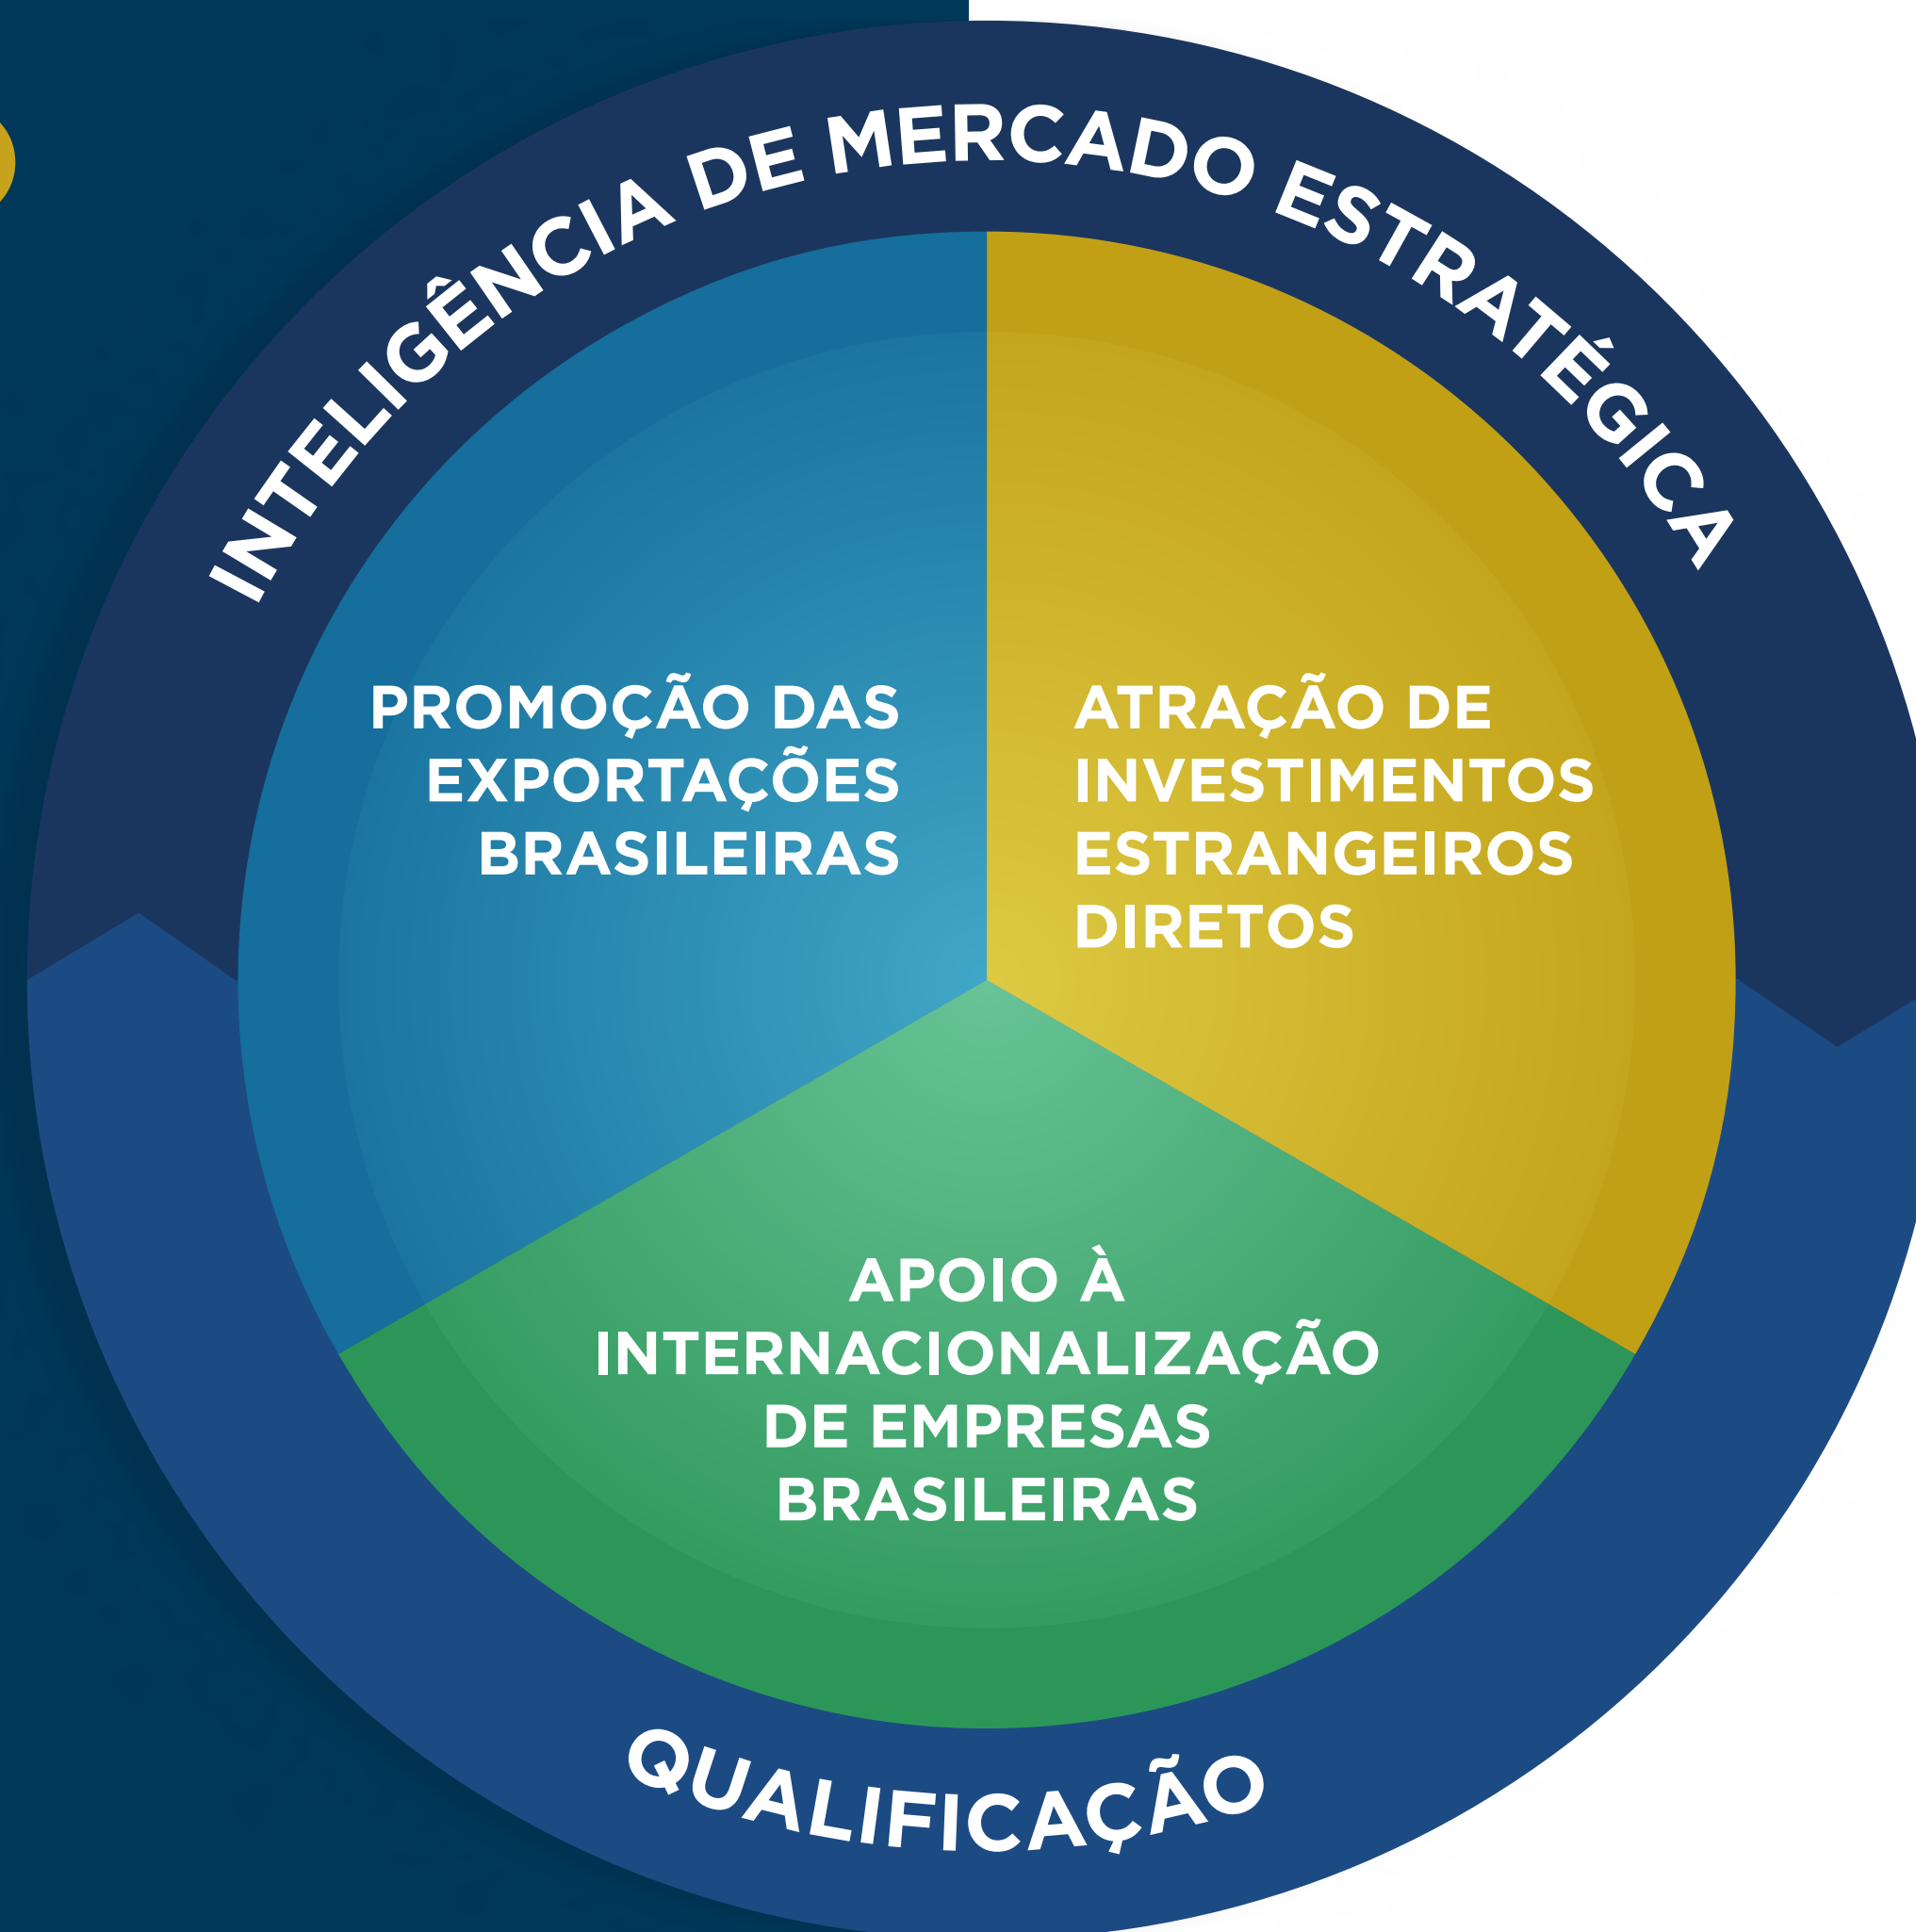 INTELIGÊNCIA DE MERCADO ESTRATÉGICA
PROMOÇÃO DAS
EXPORTAÇÕES
BRASILEIRAS
ATRAÇÃO DE
INVESTIMENTOS
ESTRANGEIROS
DIRETOS
APOIO À
INTERNACIONALIZAÇÃO
DE EMPRESAS
BRASILEIRAS
QUALIFICAÇÃO